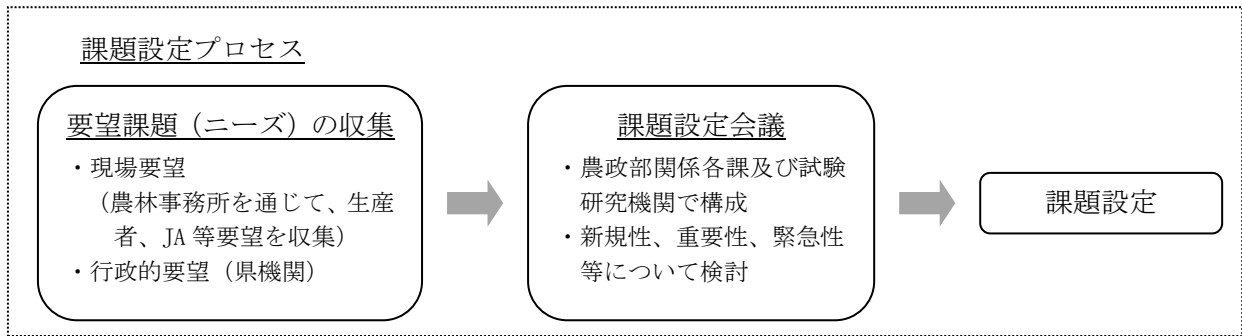 課題設定プロセス
要望課題（ニーズ）の収集
・現場要望
（農林事務所を通じて、生産
者、JA 等要望を収集）
・行政的要望（県機関）
課題設定会議
・農政部関係各課及び試験
研究機関で構成
・新規性、重要性、緊急性
等について検討
課題設定